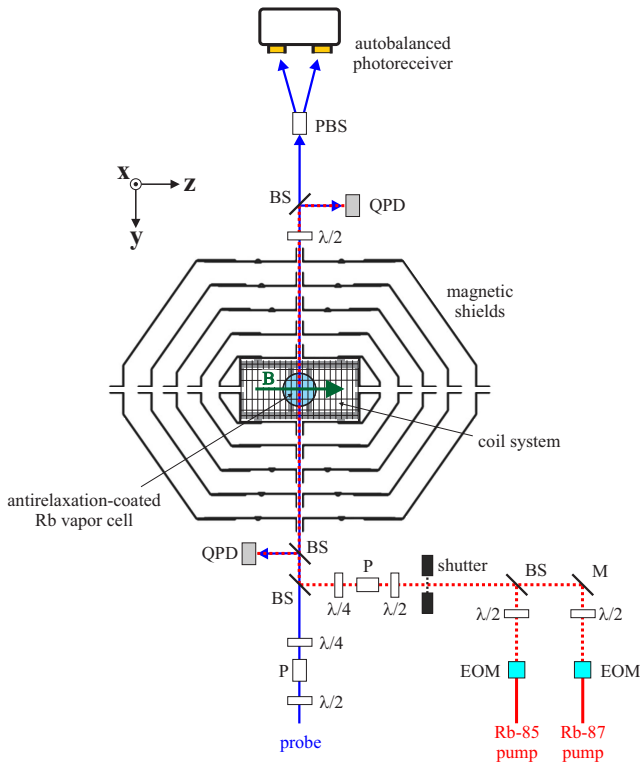 autobalanced
photoreceiver
PBS
x
z
y
BS
QPD
λ/2
magnetic
shields
B
coil system
antirelaxation-coated
Rb vapor cell
QPD
BS
BS
P
λ/4
λ/2
shutter
BS
M
λ/2
λ/2
λ/4
P
λ/2
EOM
EOM
probe
Rb-85
pump
Rb-87
pump